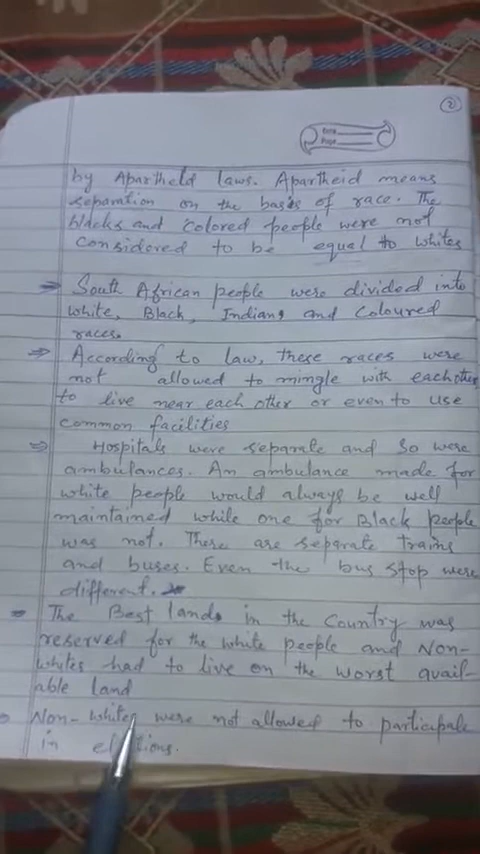 2
Date
Page
by Apartheid laws. Apartheid means
separation on the basis of race. The
blacks and colored people were not
considered to be equal to whites
⇒ South African people were divided into
white, Black, Indians and Coloured
races.
⇒ According to law, these races were
not allowed to mingle with each other
to live near each other or even to use
common facilities
⇒ Hospitals were separate and so were
ambulances. An ambulance made for
white people would always be well
maintained while one for Black people
was not. There are separate trains
and buses. Even the bus stop were
different.
The Best lands in the Country was
reserved for the white people and Non-
whites had to live on the worst avail-
able land
Non-whites were not allowed to participate
in elections.